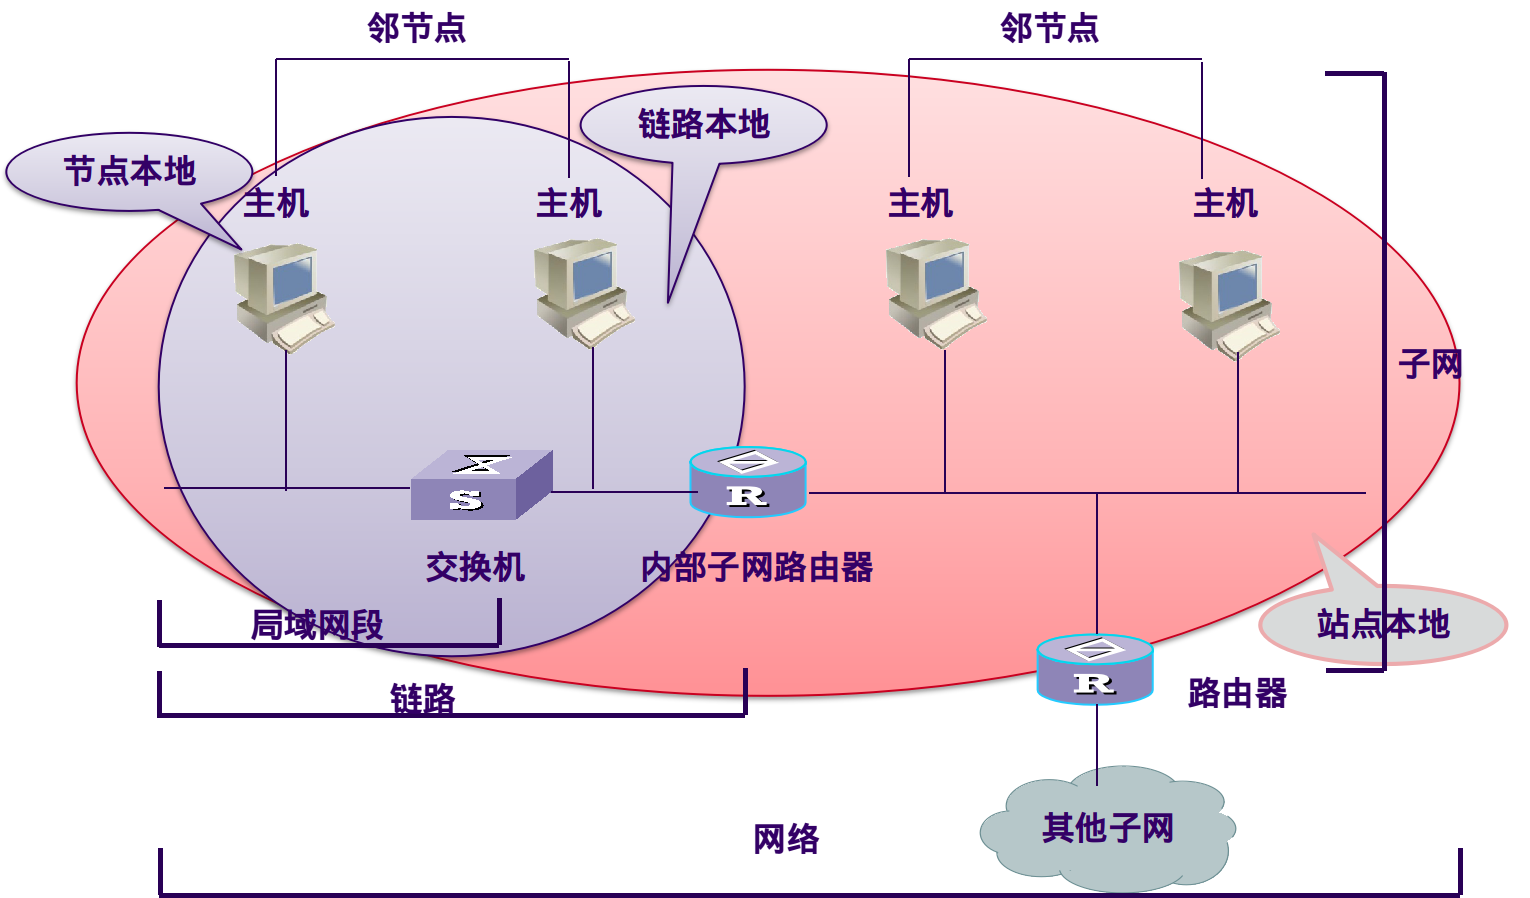 邻节点
邻节点
链路本地
节点本地
主机
主机
主机
主机
子网
S
R
交换机
内部子网路由器
局域网段
站点本地
R
链路
路由器
其他子网
网络